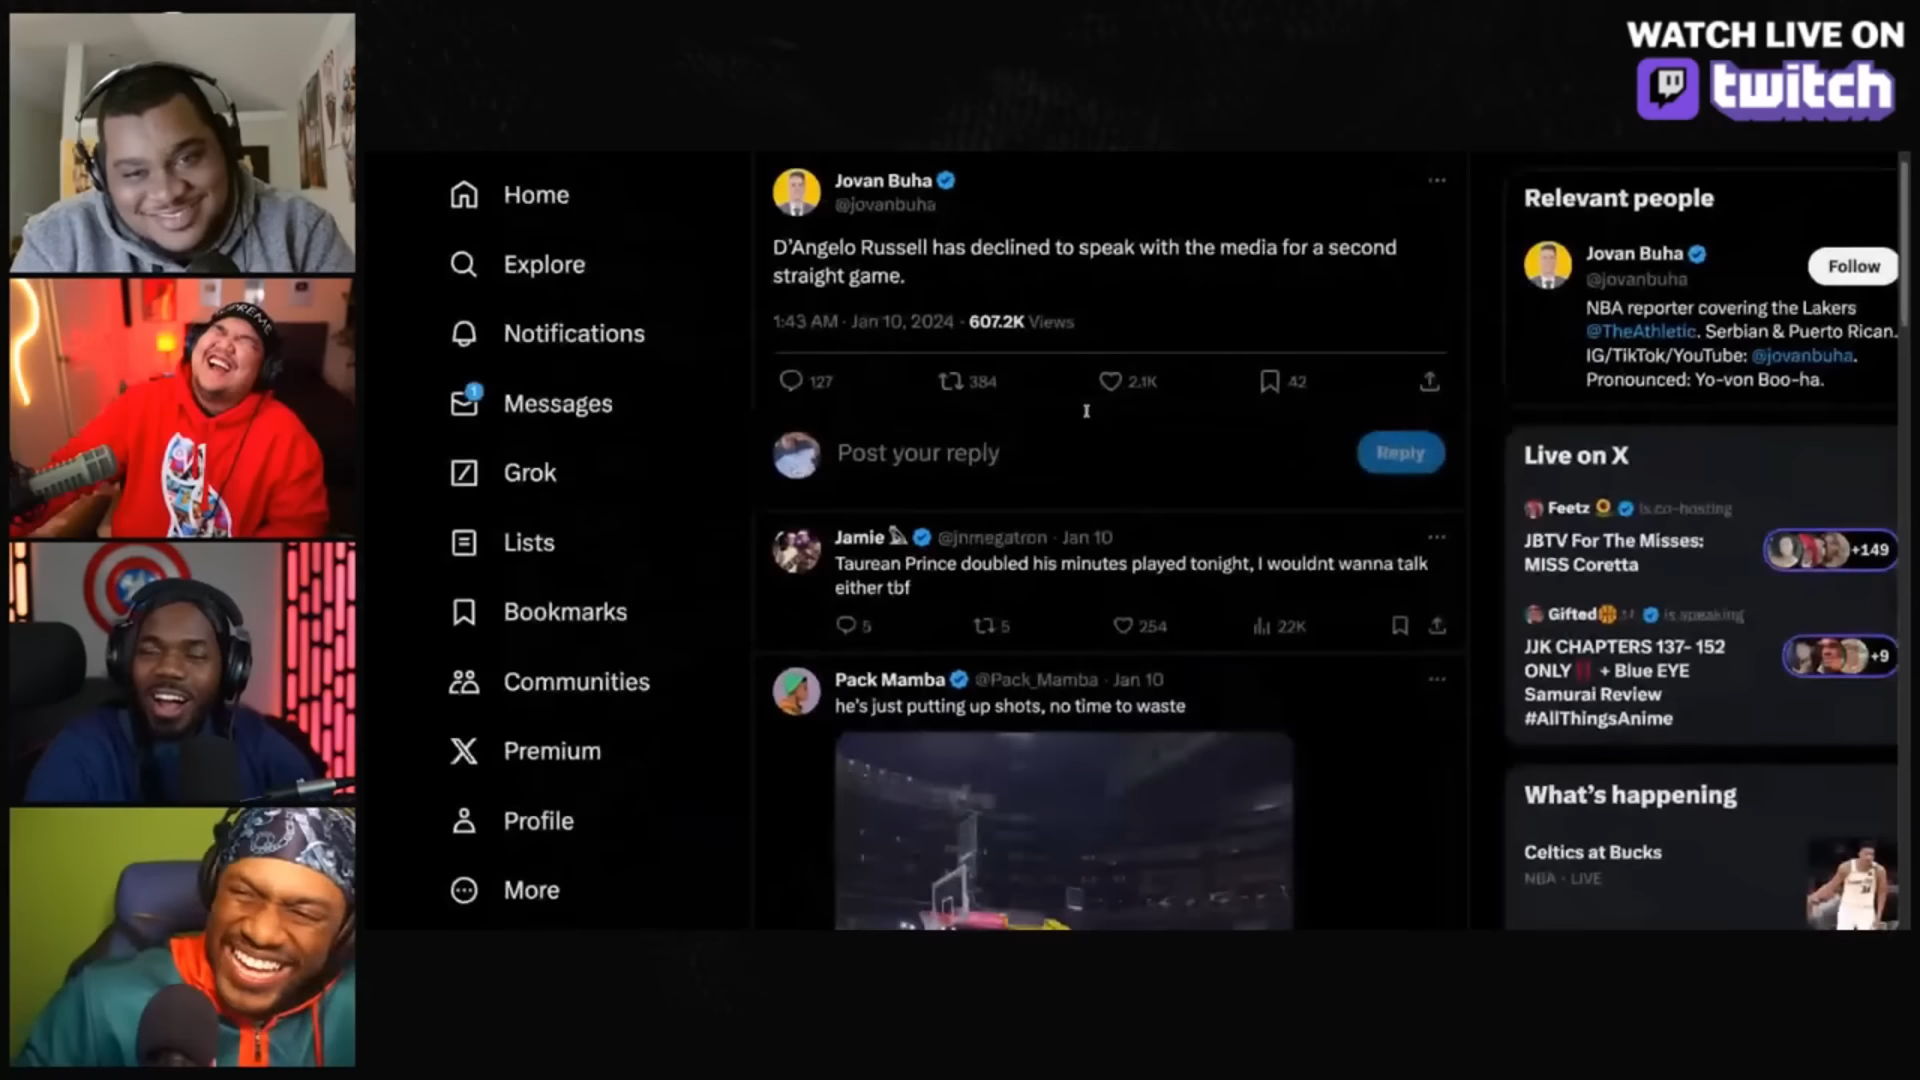 WATCH LIVE ON
twitch
SUPREME
Home
Explore
Notifications
1
Messages
Grok
Lists
Bookmarks
Communities
Premium
Profile
More
Jovan Buha
@jovanbuha
D'Angelo Russell has declined to speak with the media for a second
straight game.
1:43 AM · Jan 10, 2024 · 607.2K Views
127 384 2.1K 42
Post your reply
Reply
Jamie @jnmegatron · Jan 10
Taurean Prince doubled his minutes played tonight, I wouldnt wanna talk
either tbf
5 5 254 22K
Pack Mamba @Pack_Mamba · Jan 10
he's just putting up shots, no time to waste
Relevant people
Jovan Buha
@jovanbuha
Follow
NBA reporter covering the Lakers
@TheAthletic. Serbian & Puerto Rican.
IG/TikTok/YouTube: @jovanbuha.
Pronounced: Yo-von Boo-ha.
Live on X
Feetz is co-hosting
JBTV For The Misses:
MISS Coretta
+149
Gifted is speaking
JJK CHAPTERS 137- 152
ONLY + Blue EYE
Samurai Review
#AllThingsAnime
+9
What's happening
Celtics at Bucks
NBA · LIVE